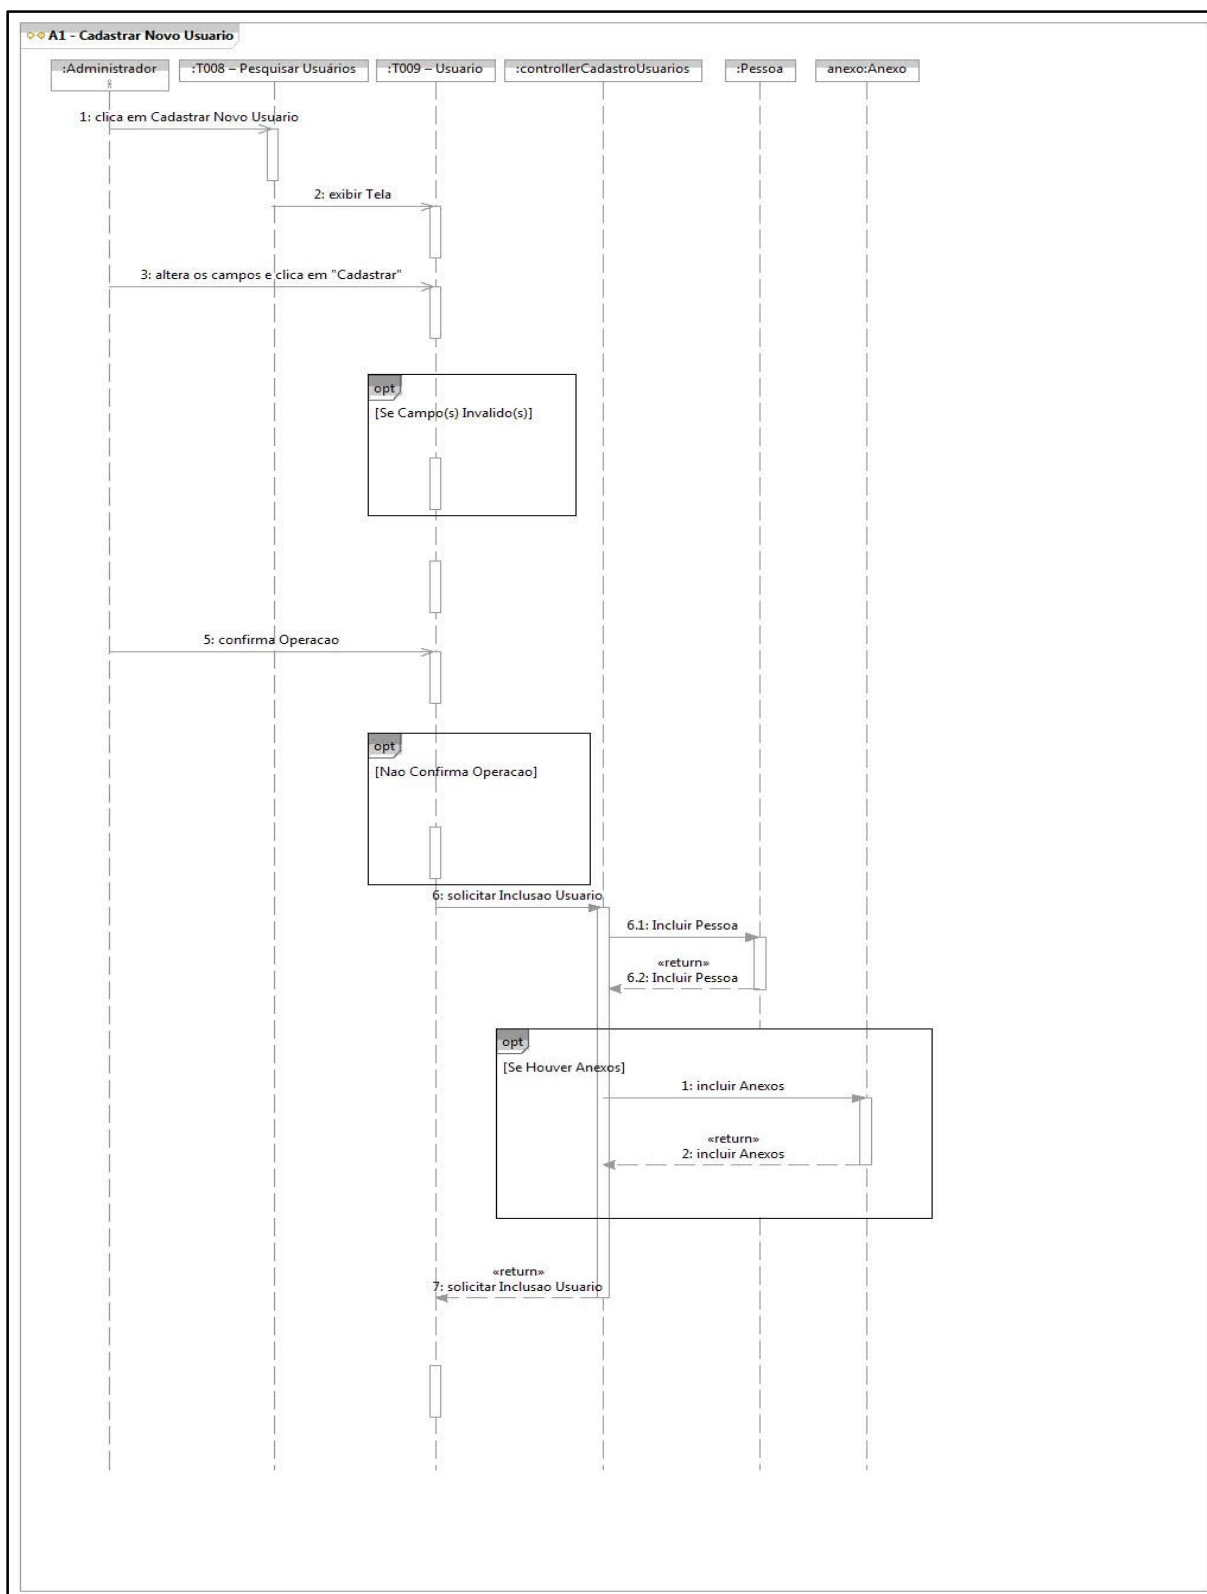 A1 - Cadastrar Novo Usuario
:Administrador
:T008 – Pesquisar Usuários
:T009 – Usuario
:controllerCadastroUsuarios
:Pessoa
anexo:Anexo
1: clica em Cadastrar Novo Usuario
2: exibir Tela
3: altera os campos e clica em "Cadastrar"
opt
[Se Campo(s) Invalido(s)]
5: confirma Operacao
opt
[Nao Confirma Operacao]
6: solicitar Inclusao Usuario
6.1: Incluir Pessoa
«return»
6.2: Incluir Pessoa
opt
[Se Houver Anexos]
1: incluir Anexos
«return»
2: incluir Anexos
«return»
7: solicitar Inclusao Usuario